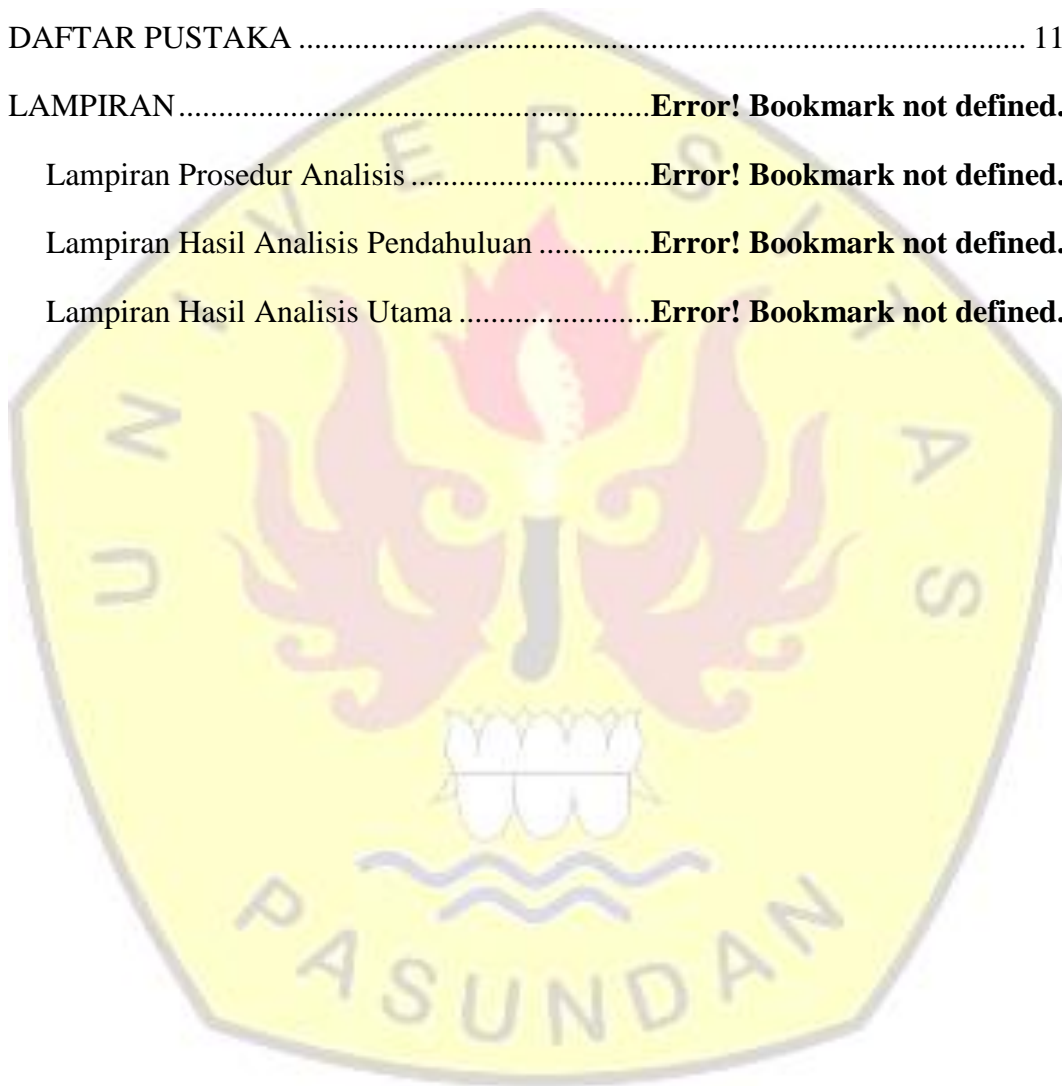 DAFTAR PUSTAKA ........................................................................................... 11
LAMPIRAN ........................................................... Error! Bookmark not defined.
Lampiran Prosedur Analisis .............................. Error! Bookmark not defined.
Lampiran Hasil Analisis Pendahuluan .............. Error! Bookmark not defined.
Lampiran Hasil Analisis Utama ........................ Error! Bookmark not defined.
UNIVERSITAS
PASUNDAN